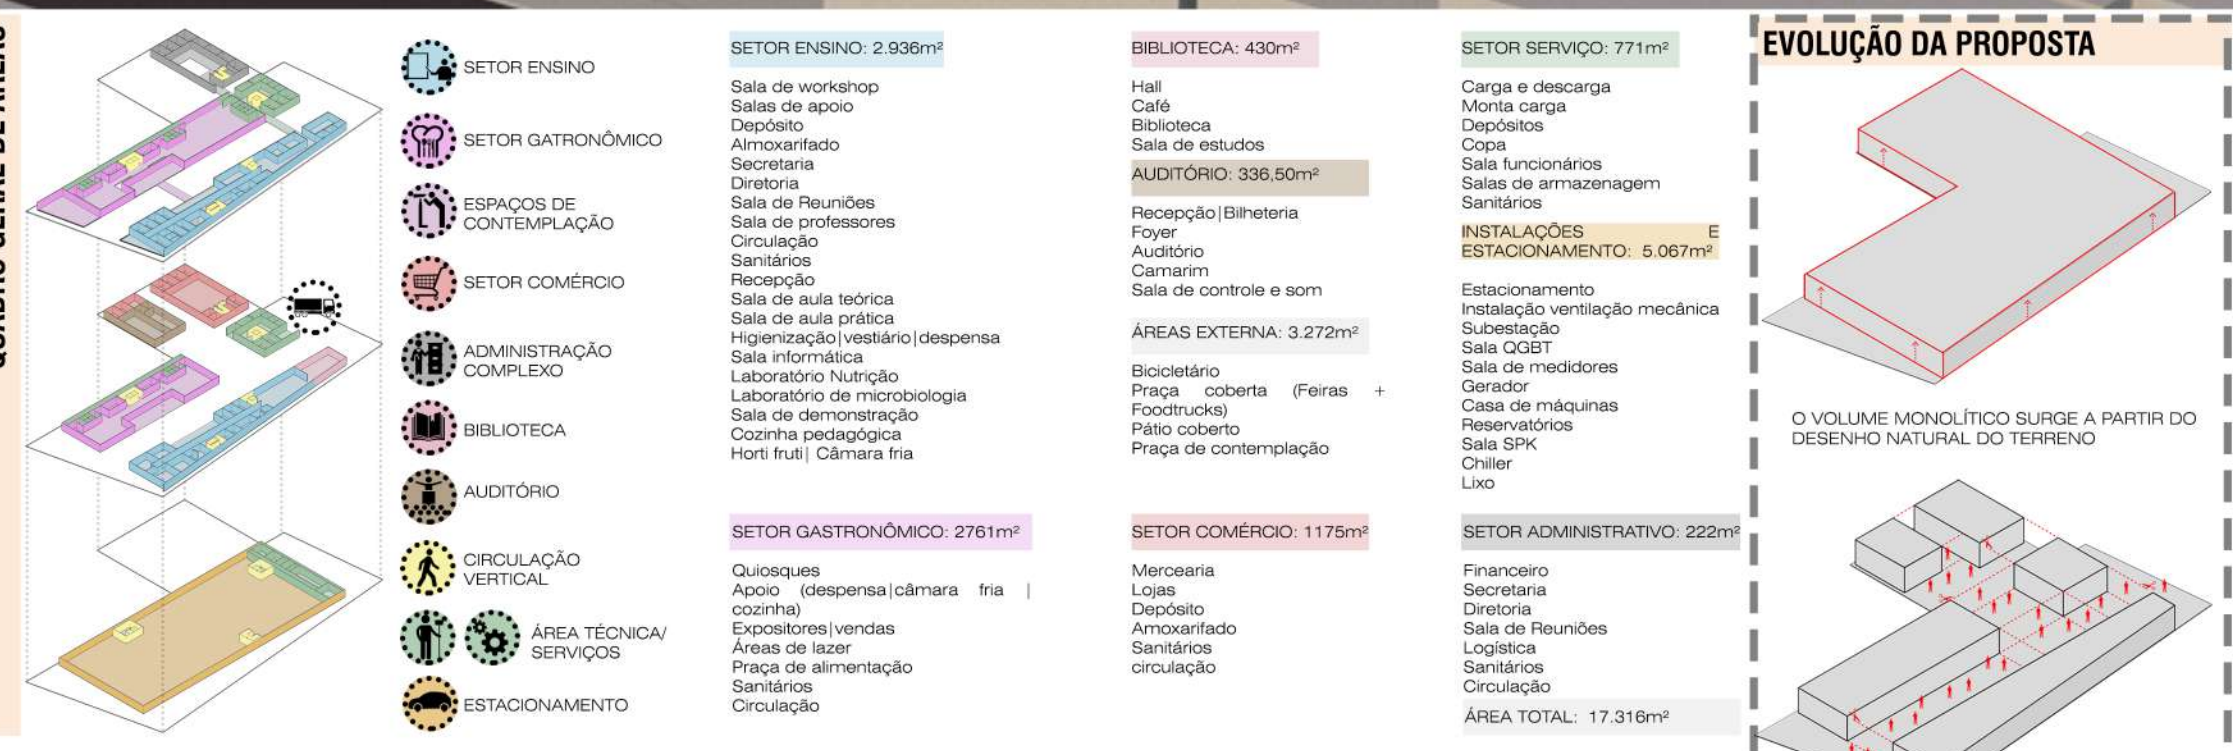 QUADRO GERAL DE ÁREAS
SETOR ENSINO
SETOR GATRONÔMICO
ESPAÇOS DE
CONTEMPLAÇÃO
SETOR COMÉRCIO
ADMINISTRAÇÃO
COMPLEXO
BIBLIOTECA
AUDITÓRIO
CIRCULAÇÃO
VERTICAL
ÁREA TÉCNICA/
SERVIÇOS
ESTACIONAMENTO
SETOR ENSINO: 2.936m²
Sala de workshop
Salas de apoio
Depósito
Almoxarifado
Secretaria
Diretoria
Sala de Reuniões
Sala de professores
Circulação
Sanitários
Recepção
Sala de aula teórica
Sala de aula prática
Higienização|vestiário|despensa
Sala informática
Laboratório Nutrição
Laboratório de microbiologia
Sala de demonstração
Cozinha pedagógica
Horti fruti| Câmara fria
SETOR GASTRONÔMICO: 2761m²
Quiosques
Apoio (despensa|câmara fria |
cozinha)
Expositores|vendas
Áreas de lazer
Praça de alimentação
Sanitários
Circulação
BIBLIOTECA: 430m²
Hall
Café
Biblioteca
Sala de estudos
AUDITÓRIO: 336,50m²
Recepção|Bilheteria
Foyer
Auditório
Camarim
Sala de controle e som
ÁREAS EXTERNA: 3.272m²
Bicicletário
Praça coberta (Feiras +
Foodtrucks)
Pátio coberto
Praça de contemplação
SETOR COMÉRCIO: 1175m²
Mercearia
Lojas
Depósito
Amoxarifado
Sanitários
circulação
SETOR SERVIÇO: 771m²
Carga e descarga
Monta carga
Depósitos
Copa
Sala funcionários
Salas de armazenagem
Sanitários
INSTALAÇÕES E
ESTACIONAMENTO: 5.067m²
Estacionamento
Instalação ventilação mecânica
Subestação
Sala QGBT
Sala de medidores
Gerador
Casa de máquinas
Reservatórios
Sala SPK
Chiller
Lixo
SETOR ADMINISTRATIVO: 222m²
Financeiro
Secretaria
Diretoria
Sala de Reuniões
Logística
Sanitários
Circulação
ÁREA TOTAL: 17.316m²
EVOLUÇÃO DA PROPOSTA
O VOLUME MONOLÍTICO SURGE A PARTIR DO
DESENHO NATURAL DO TERRENO